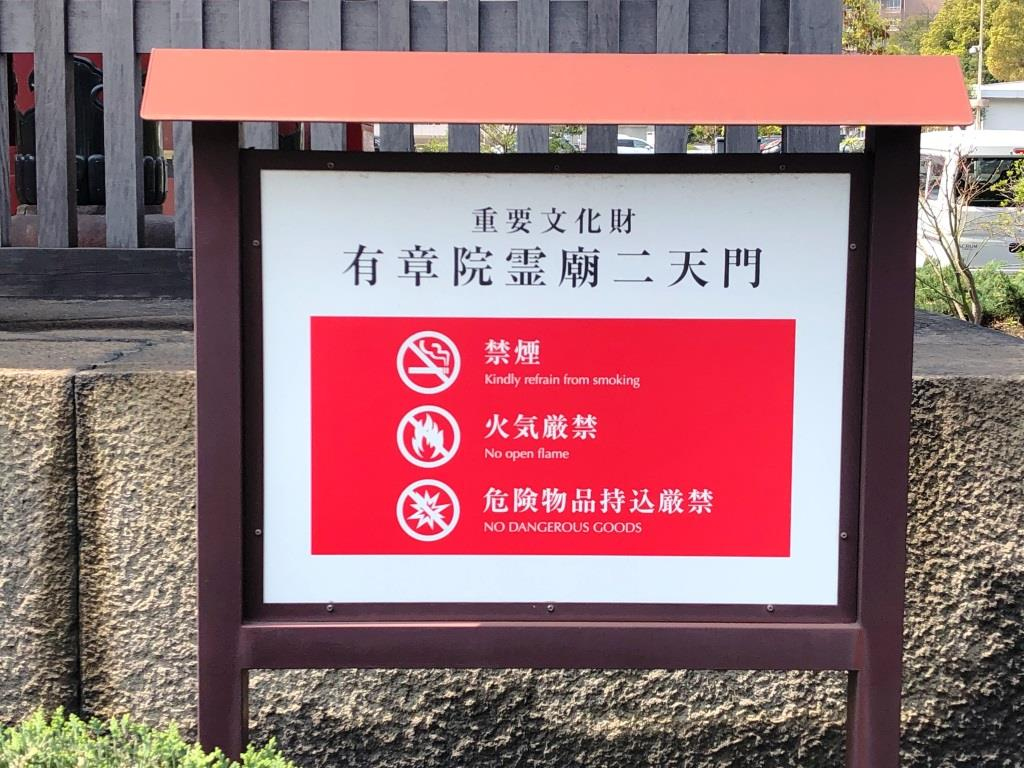 重要文化財
有章院霊廟二天門
禁煙
Kindly refrain from smoking
火気厳禁
No open flame
危険物品持込厳禁
NO DANGEROUS GOODS